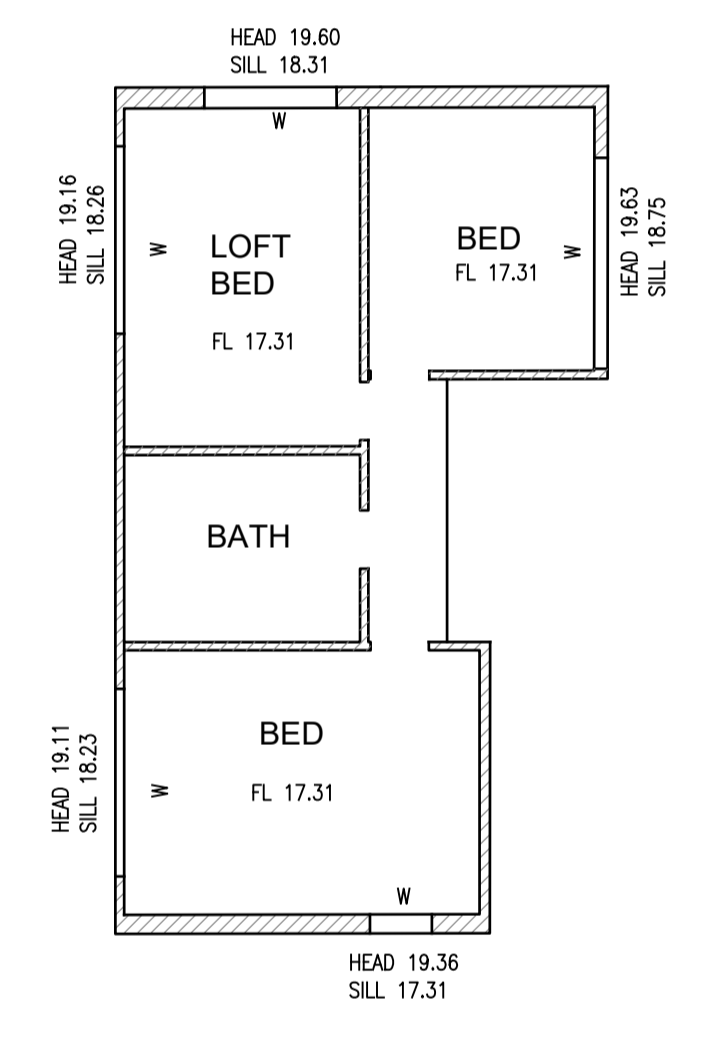 HEAD 19.60
SILL 18.31
W
HEAD 19.16
SILL 18.26
W
LOFT
BED
FL 17.31
BED
FL 17.31
W
HEAD 19.63
SILL 18.75
BATH
HEAD 19.11
SILL 18.23
W
BED
FL 17.31
W
HEAD 19.36
SILL 17.31